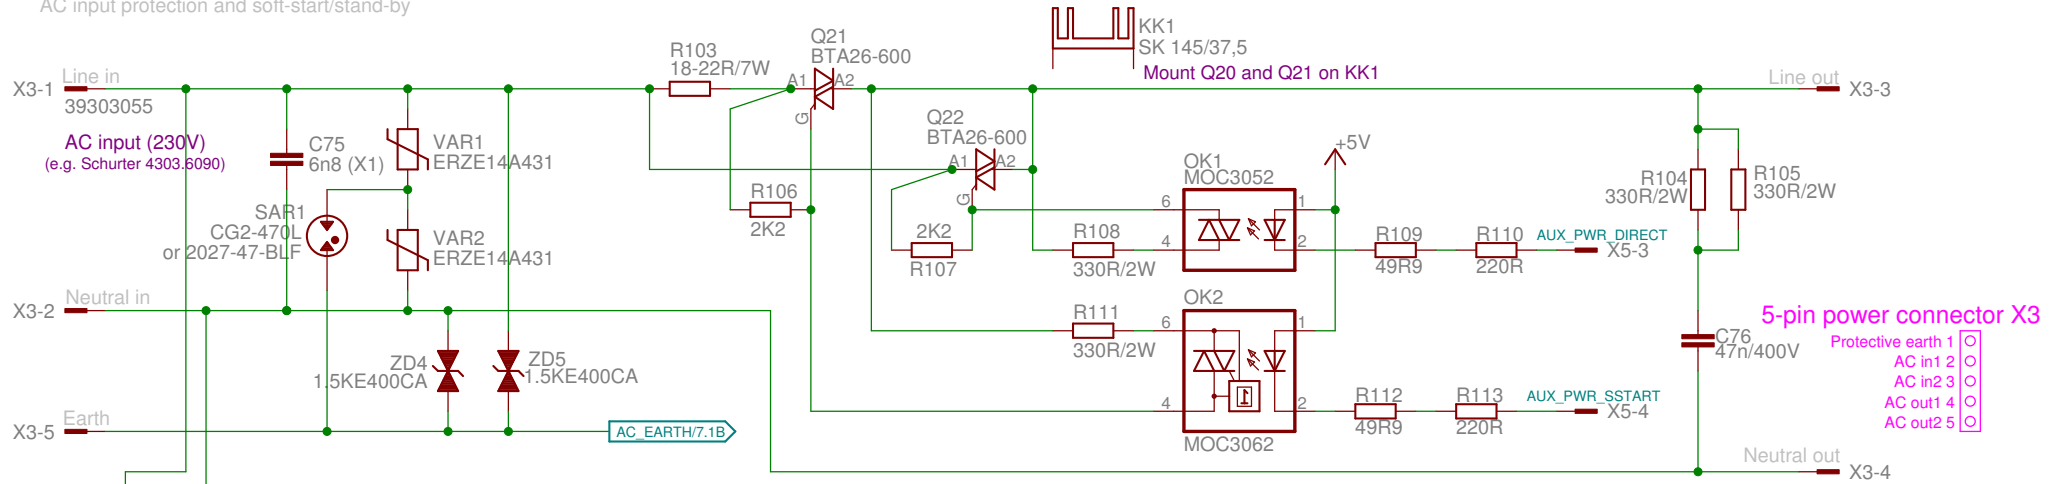 AC input protection and soft-start/stand-by
KK1
SK 145/37,5
Mount Q20 and Q21 on KK1
Q21
BTA26-600
R103
18-22R/7W
A1
A2
G
Line in
X3-1
39303055
AC input (230V)
(e.g. Schurter 4303.6090)
C75
6n8 (X1)
VAR1
ERZE14A431
SAR1
CG2-470L
or 2027-47-BLF
VAR2
ERZE14A431
Neutral in
X3-2
ZD4
1.5KE400CA
ZD5
1.5KE400CA
Earth
X3-5
AC_EARTH/7.1B
R106
2K2
Q22
BTA26-600
A1
A2
G
2K2
R107
R108
330R/2W
OK1
MOC3052
6
4
1
2
+5V
R109
49R9
R110
220R
AUX_PWR_DIRECT
X5-3
R111
330R/2W
OK2
6
4
1
2
MOC3062
R112
49R9
R113
220R
AUX_PWR_SSTART
X5-4
Line out
X3-3
R104
330R/2W
R105
330R/2W
C76
47n/400V
Neutral out
X3-4
5-pin power connector X3
Protective earth 1
AC in1 2
AC in2 3
AC out1 4
AC out2 5